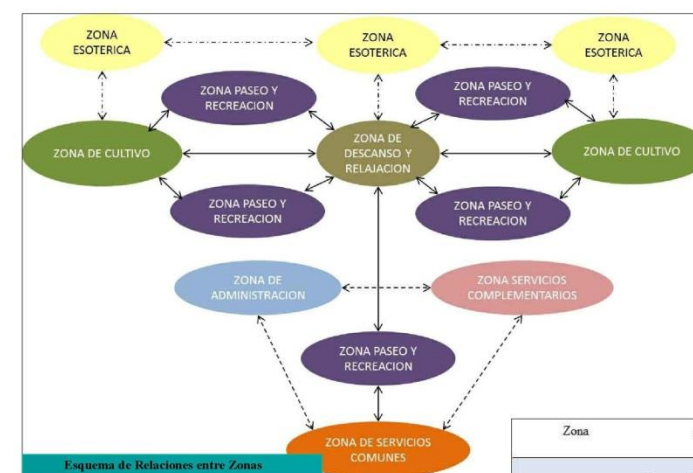 ZONA
ESOTERICA
ZONA
ESOTERICA
ZONA
ESOTERICA
ZONA PASEO Y
RECREACION
ZONA PASEO Y
RECREACION
ZONA DE CULTIVO
ZONA DE
DESCANSO Y
RELAJACION
ZONA DE CULTIVO
ZONA PASEO Y
RECREACION
ZONA PASEO Y
RECREACION
ZONA DE
ADMINISTRACION
ZONA SERVICIOS
COMPLEMENTARIOS
ZONA PASEO Y
RECREACION
ZONA DE SERVICIOS
COMUNES
Zona
Esquema de Relaciones entre Zonas